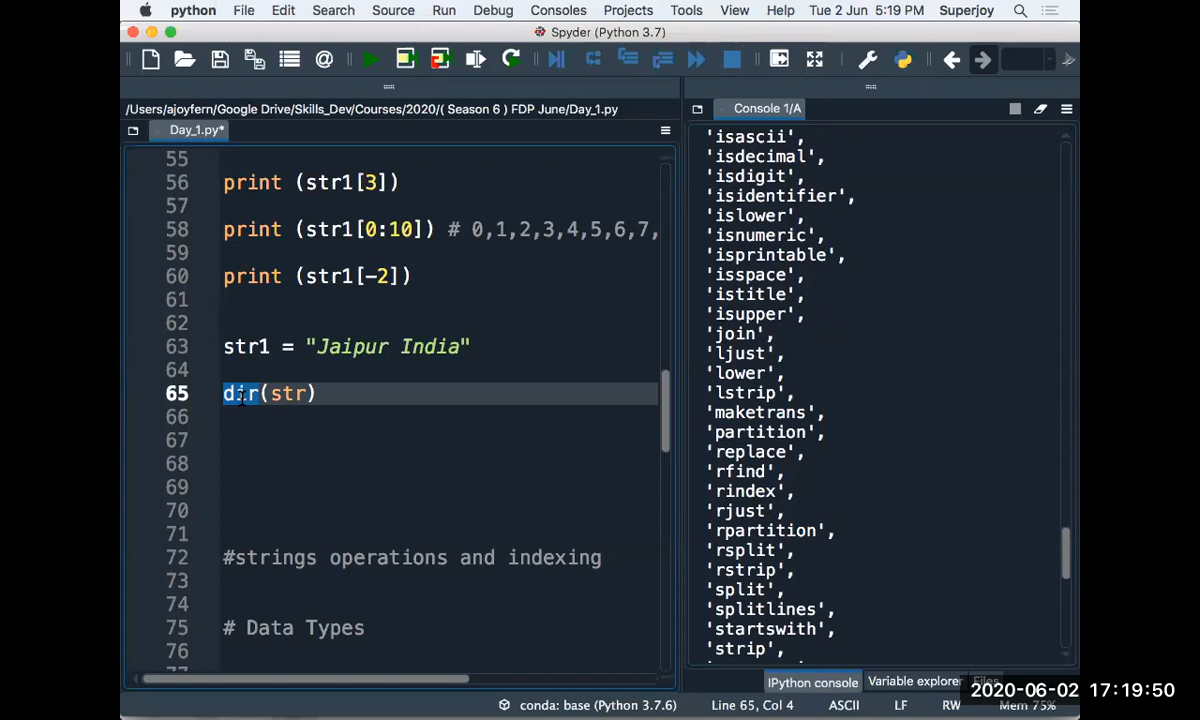 python File Edit Search Source Run Debug Consoles Projects Tools View Help Tue 2 Jun 5:19 PM Superjoy
Spyder (Python 3.7)
/Users/ajoyfern/Google Drive/Skills_Dev/Courses/2020/( Season 6 ) FDP June/Day_1.py
Day_1.py*
55
56 print (str1[3])
57
58 print (str1[0:10]) # 0,1,2,3,4,5,6,7,
59
60 print (str1[-2])
61
62
63 str1 = "Jaipur India"
64
65 dir(str)
66
67
68
69
70
71
72 #strings operations and indexing
73
74
75 # Data Types
76
Console 1/A
'isascii',
'isdecimal',
'isdigit',
'isidentifier',
'islower',
'isnumeric',
'isprintable',
'isspace',
'istitle',
'isupper',
'join',
'ljust',
'lower',
'lstrip',
'maketrans',
'partition',
'replace',
'rfind',
'rindex',
'rjust',
'rpartition',
'rsplit',
'rstrip',
'split',
'splitlines',
'startswith',
'strip',
IPython console Variable explorer Files
conda: base (Python 3.7.6) Line 65, Col 4 ASCII LF RW Mem 75%
2020-06-02 17:19:50